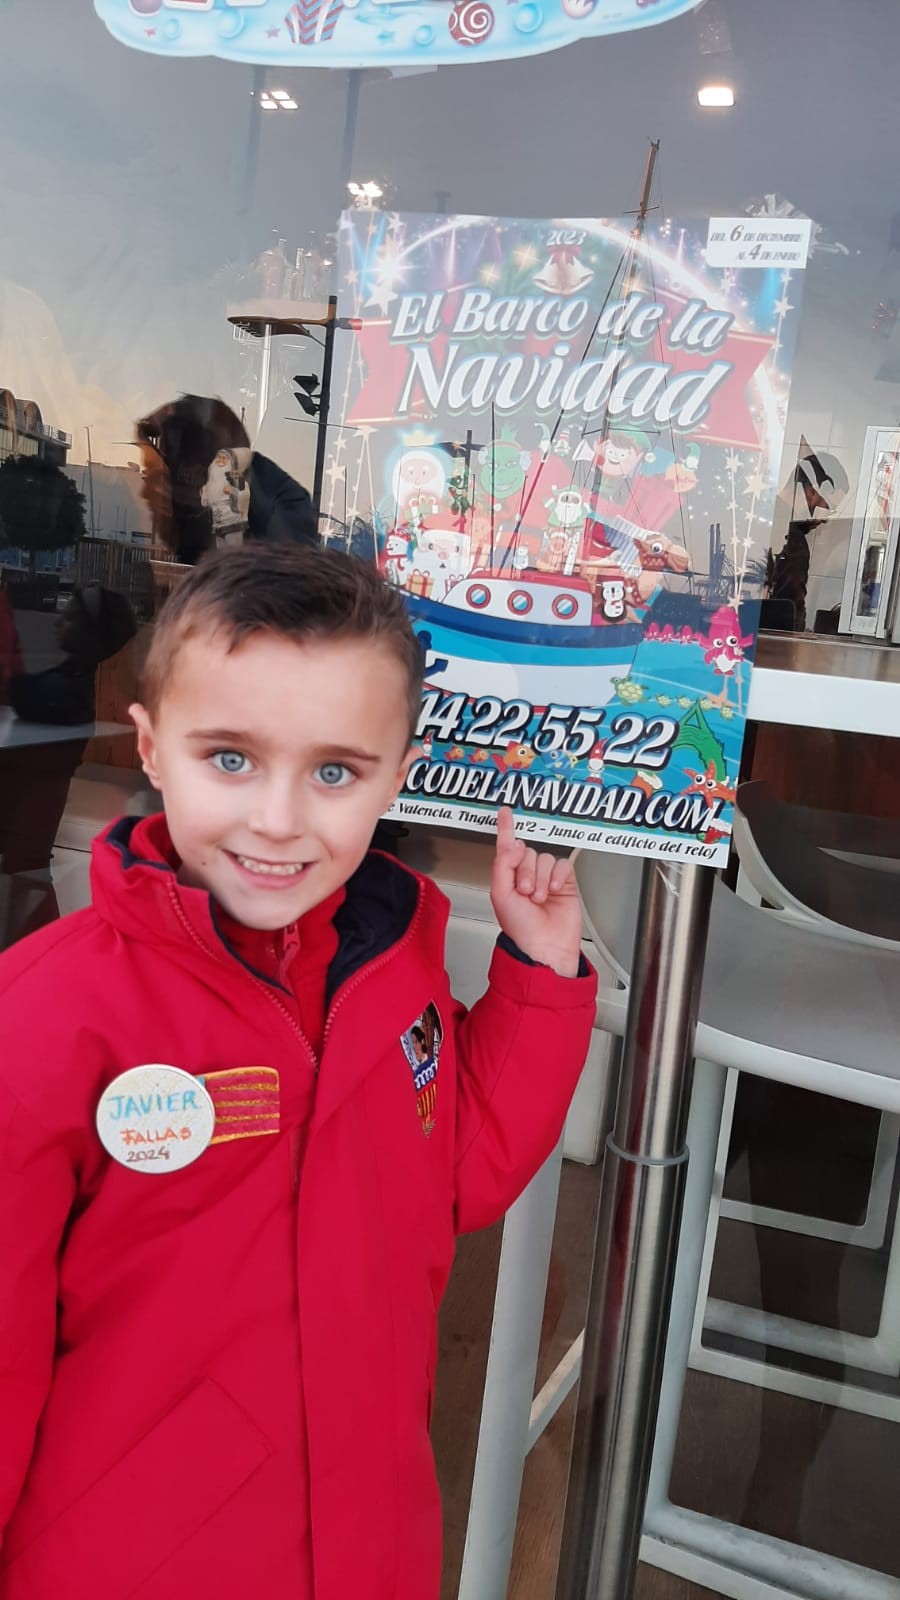 2023
DEL 6 DE DICIEMBRE
AL 4 DE ENERO
El Barco de la
Navidad
44.22 55 22
CODELANAVIDAD.COM
Valencia. nº2 - Junto al edificio del reloj
JAVIER
FALLAS
2024